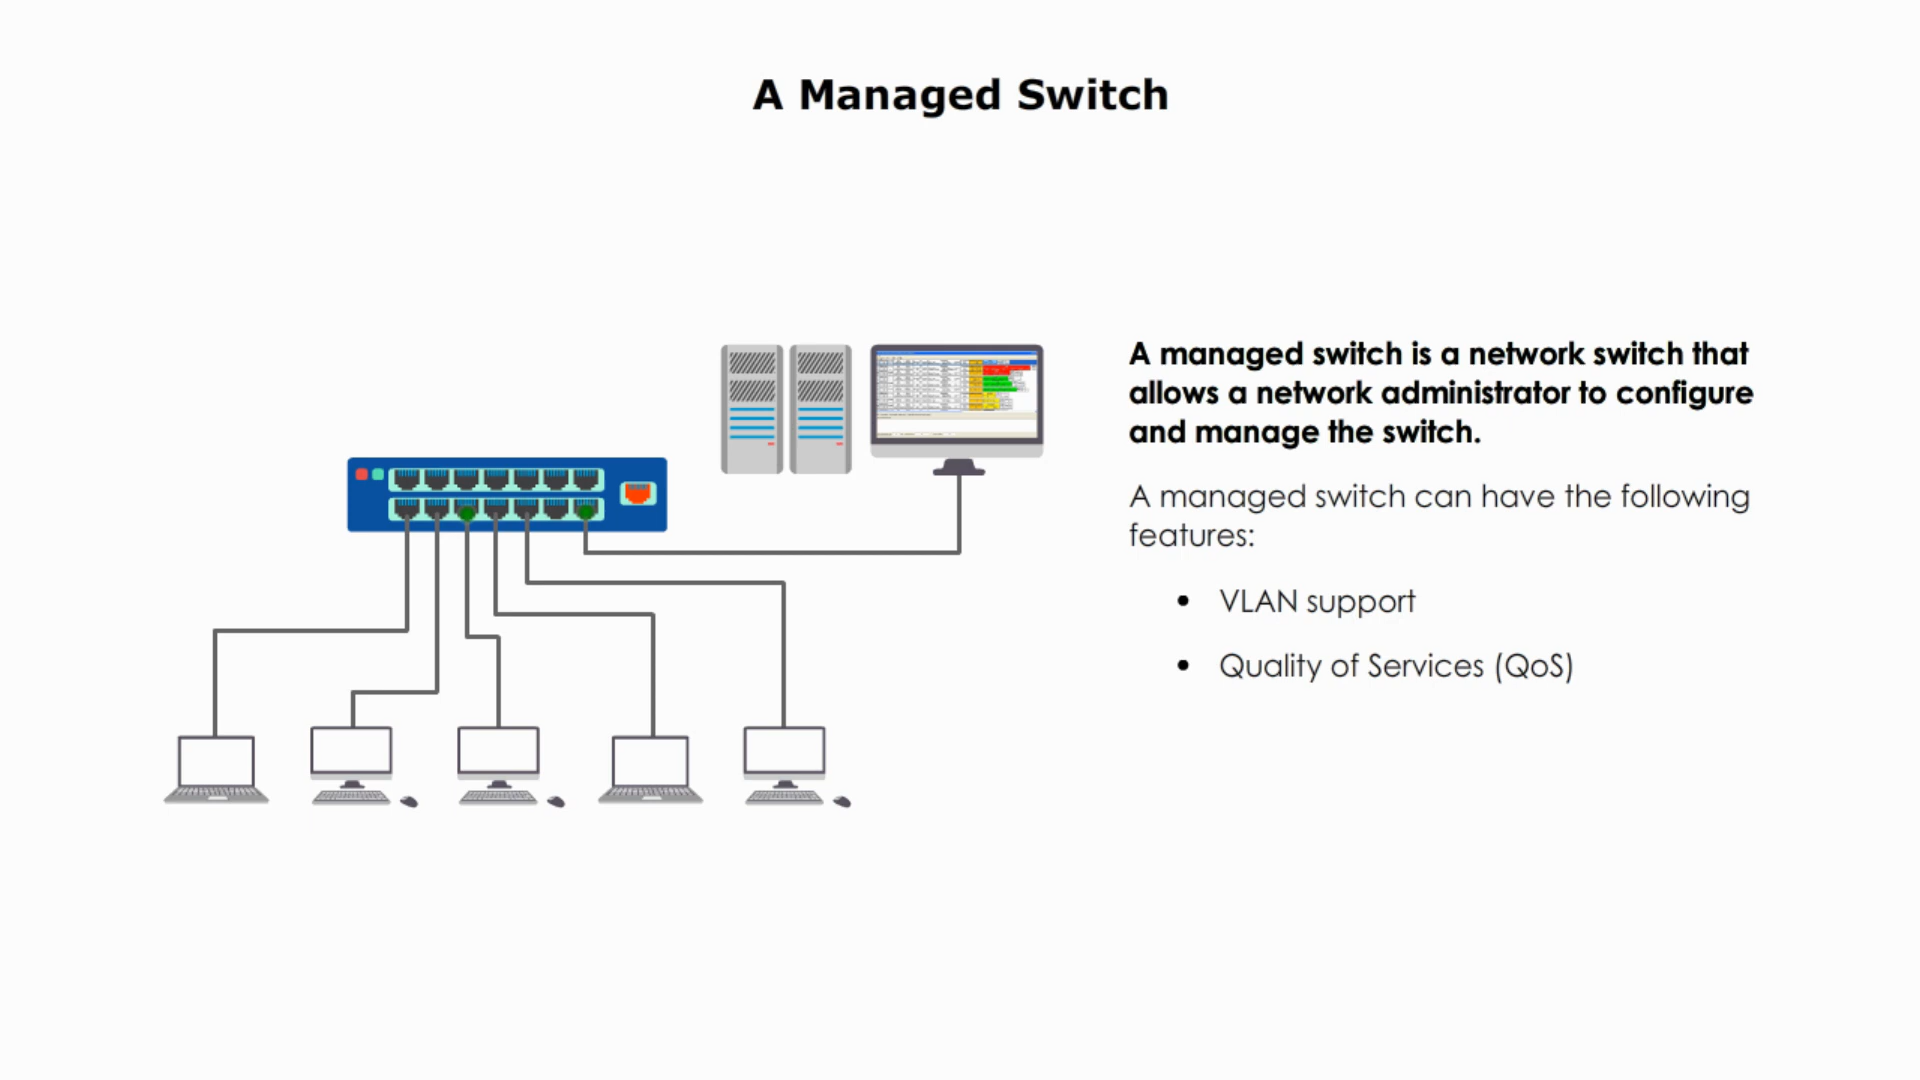 A Managed Switch
A managed switch is a network switch that
allows a network administrator to configure
and manage the switch.
A managed switch can have the following
features:
• VLAN support
• Quality of Services (QoS)